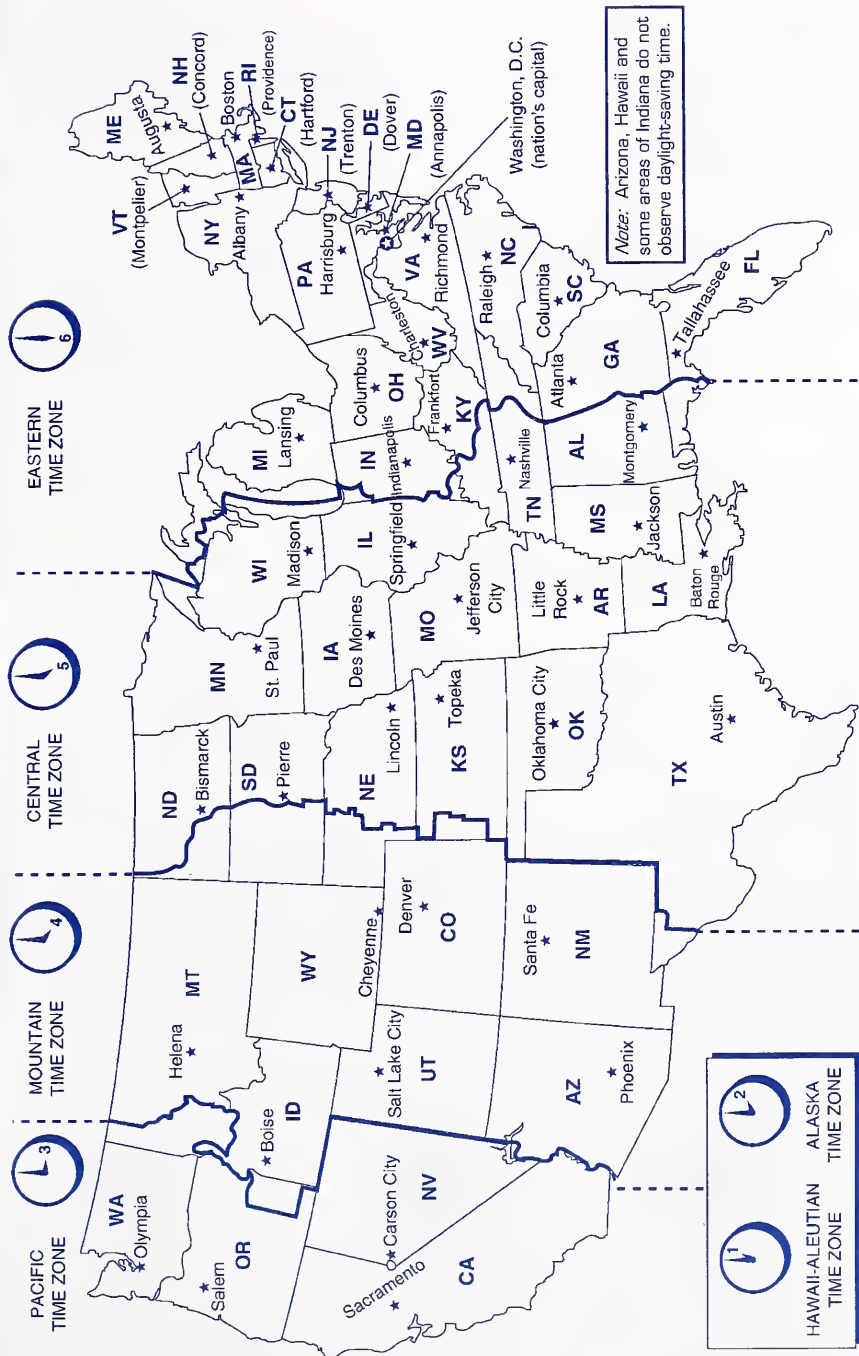 PACIFIC
TIME ZONE
3
MOUNTAIN
TIME ZONE
4
CENTRAL
TIME ZONE
5
EASTERN
TIME ZONE
6
WA
Olympia
OR
Salem
CA
Sacramento
NV
Carson City
ID
Boise
MT
Helena
WY
Cheyenne
UT
Salt Lake City
CO
Denver
AZ
Phoenix
NM
Santa Fe
ND
Bismarck
SD
Pierre
NE
Lincoln
KS
Topeka
OK
Oklahoma City
TX
Austin
MN
St. Paul
IA
Des Moines
MO
Jefferson
City
AR
Little
Rock
LA
Baton
Rouge
WI
Madison
IL
Springfield
MI
Lansing
IN
Indianapolis
OH
Columbus
KY
Frankfort
TN
Nashville
MS
Jackson
AL
Montgomery
GA
Atlanta
FL
Tallahassee
SC
Columbia
NC
Raleigh
VA
Richmond
WV
Charleston
PA
Harrisburg
NY
Albany
VT
(Montpelier)
ME
Augusta
NH
(Concord)
MA
Boston
RI
(Providence)
CT
(Hartford)
NJ
(Trenton)
DE
(Dover)
MD
(Annapolis)
Washington, D.C.
(nation's capital)
Note: Arizona, Hawaii and
some areas of Indiana do not
observe daylight-saving time.
1
HAWAII-ALEUTIAN
TIME ZONE
2
ALASKA
TIME ZONE